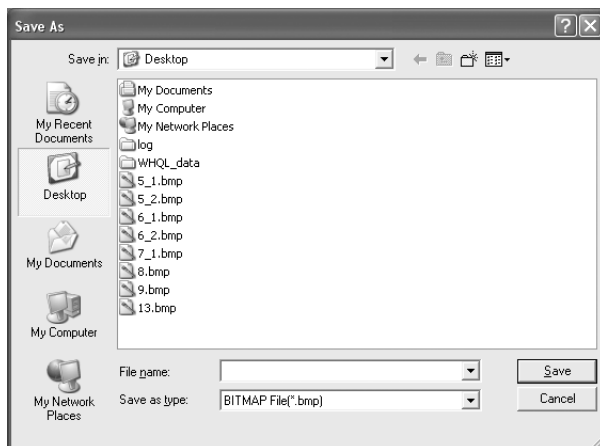 Save As
Save in:
Desktop
My Recent
Documents
Desktop
My Documents
My Computer
My Network
Places
My Documents
My Computer
My Network Places
log
WHQL_data
5_1.bmp
5_2.bmp
6_1.bmp
6_2.bmp
7_1.bmp
8.bmp
9.bmp
13.bmp
File name:
Save
Save as type:
BITMAP File(*.bmp)
Cancel